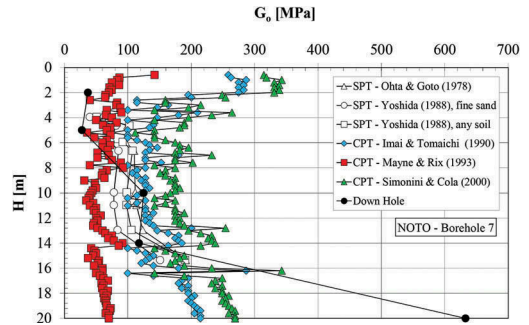 G₀ [MPa]
0 100 200 300 400 500 600 700
H [m]
0
2
4
6
8
10
12
14
16
18
20
SPT - Ohta & Goto (1978)
SPT - Yoshida (1988), fine sand
SPT - Yoshida (1988), any soil
CPT - Imai & Tomaichi (1990)
CPT - Mayne & Rix (1993)
CPT - Simonini & Cola (2000)
Down Hole
NOTO - Borehole 7